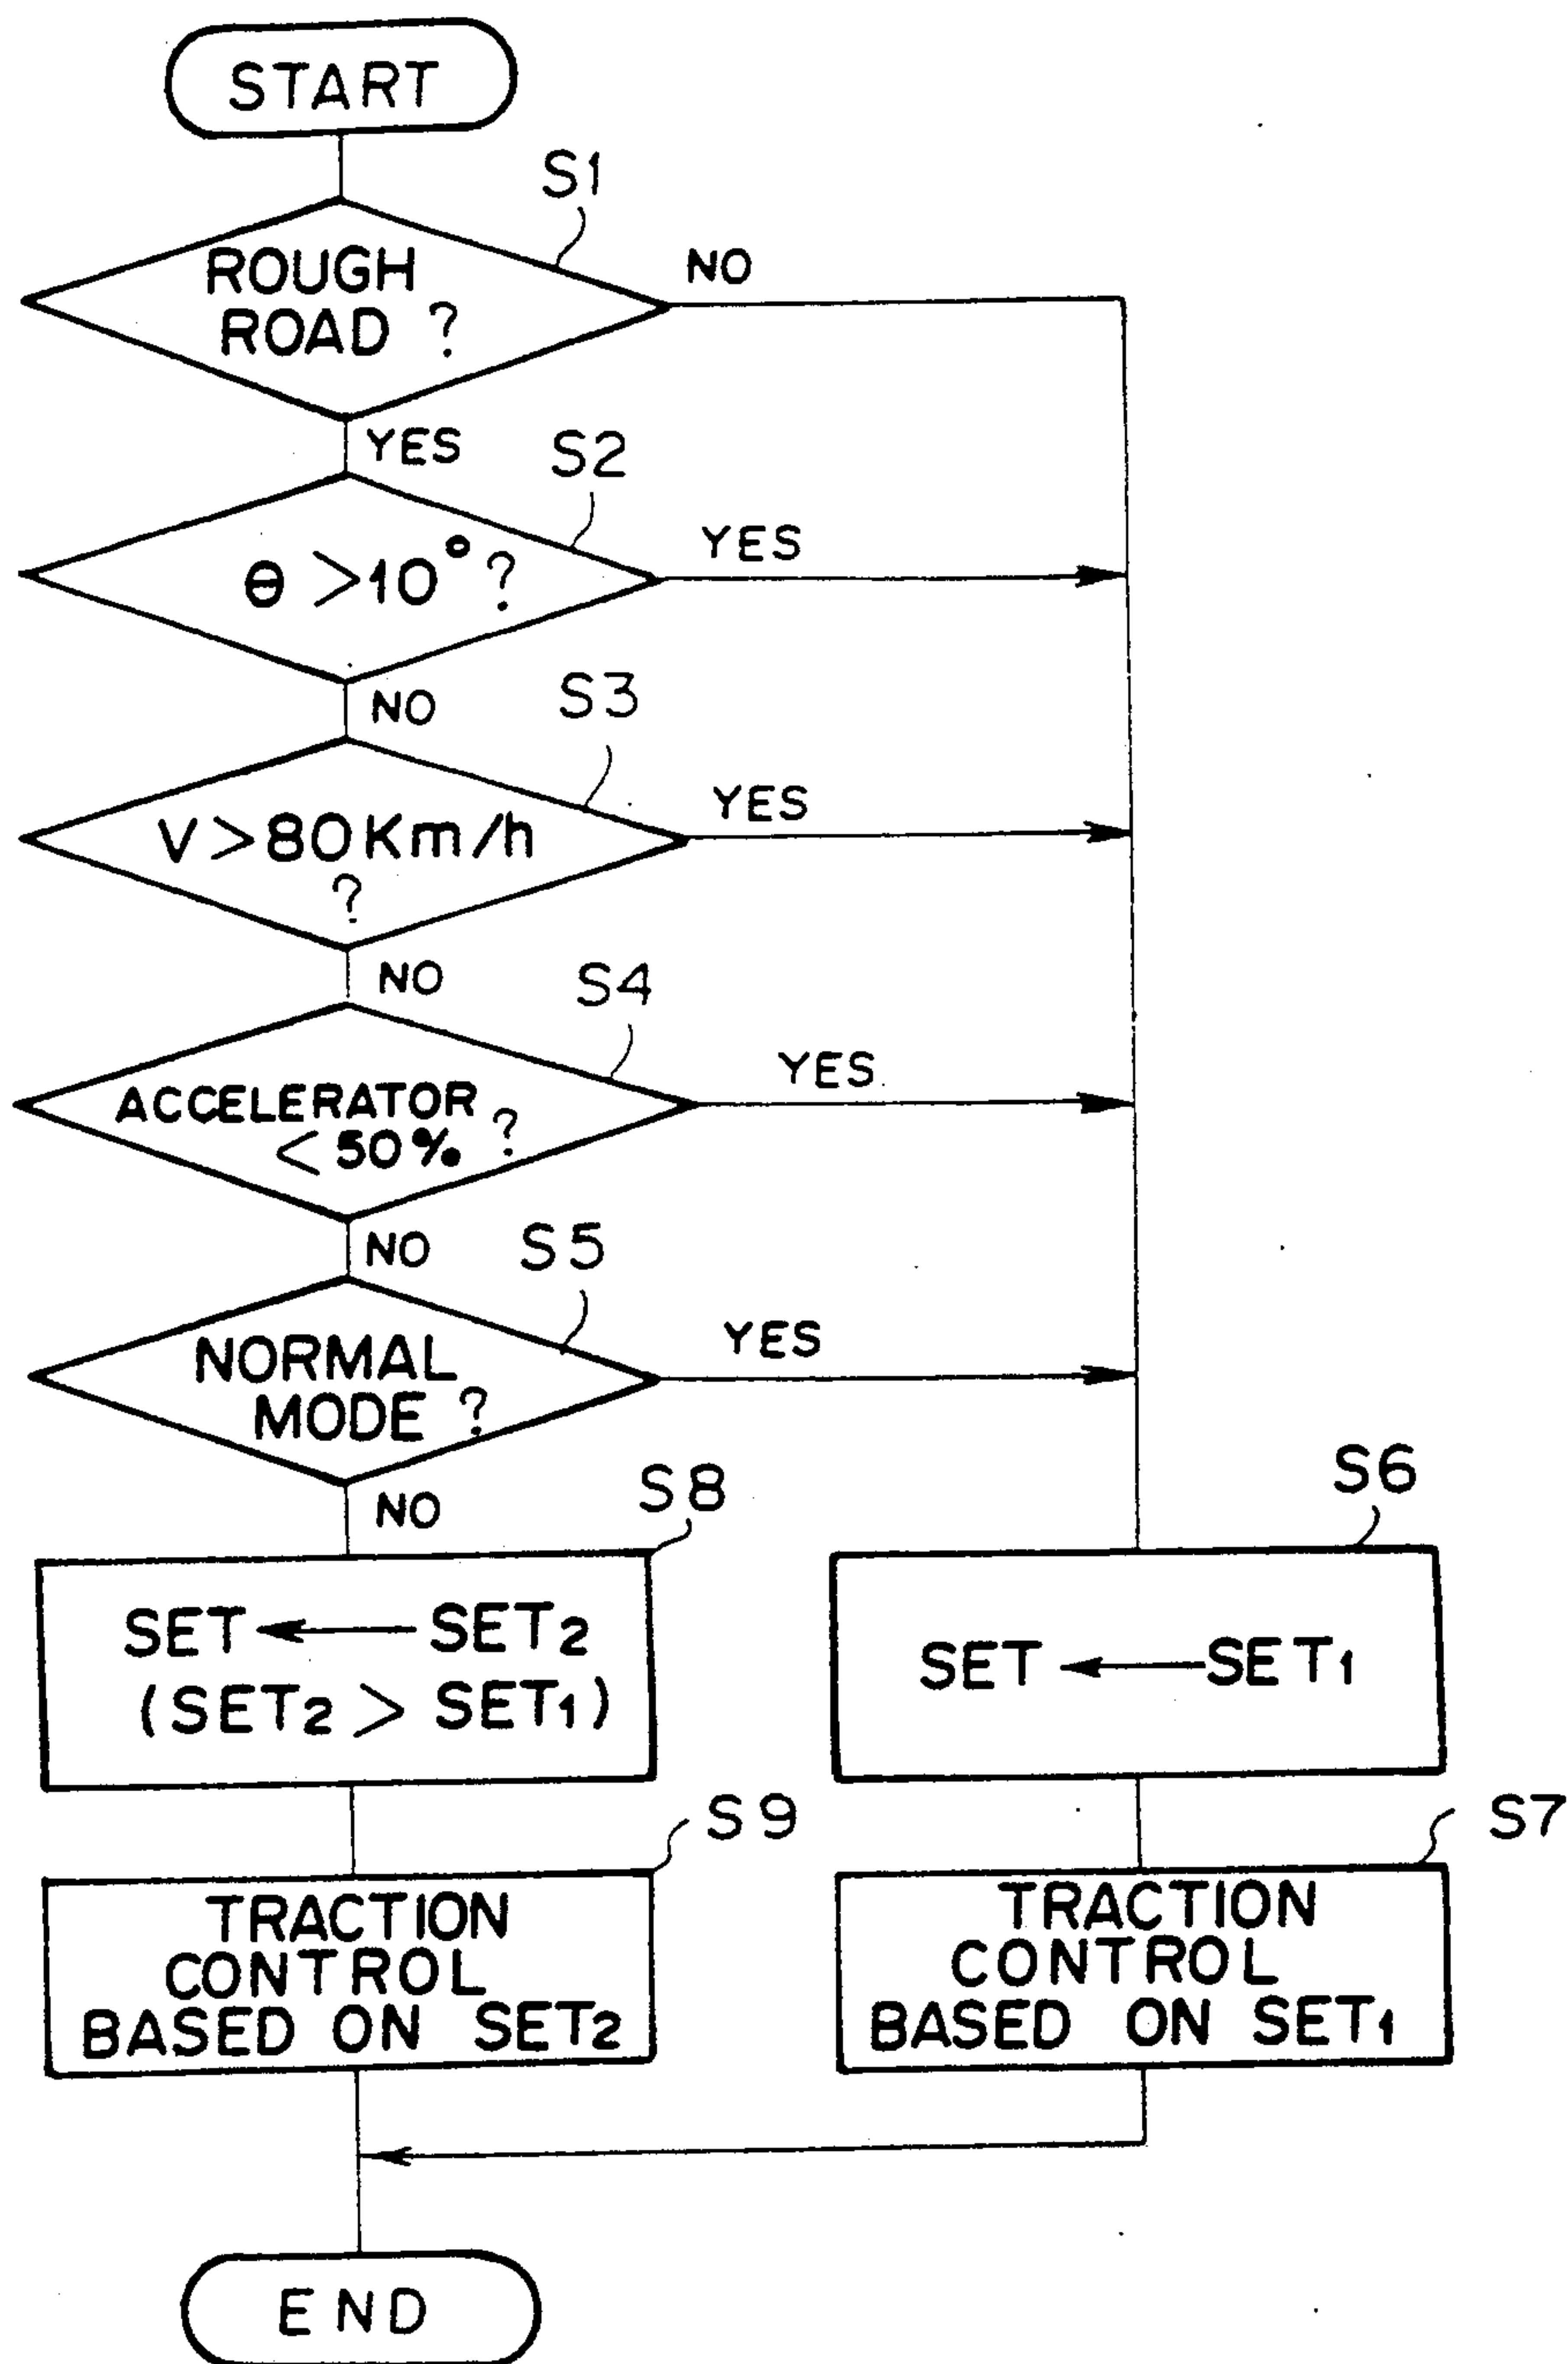 START
S1
ROUGH
ROAD ?
NO
YES
S2
θ >10° ?
YES
NO
S3
V >80Km/h
?
YES
NO
S4
ACCELERATOR
<50% ?
YES
NO
S5
NORMAL
MODE ?
YES
NO
S8
SET ← SET2
(SET2 > SET1)
S6
SET ← SET1
S9
TRACTION
CONTROL
BASED ON SET2
S7
TRACTION
CONTROL
BASED ON SET1
END